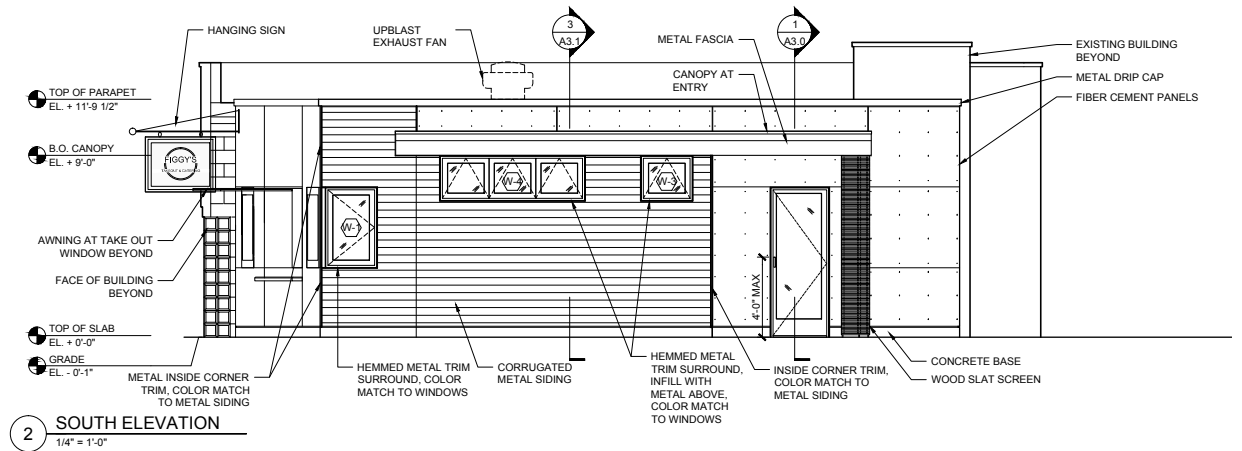 3
A3.1
1
A3.0
HANGING SIGN
UPBLAST
EXHAUST FAN
METAL FASCIA
CANOPY AT
ENTRY
EXISTING BUILDING
BEYOND
METAL DRIP CAP
FIBER CEMENT PANELS
TOP OF PARAPET
EL. + 11'-9 1/2"
B.O. CANOPY
EL. + 9'-0"
FIGGY'S
TAKEOUT & CATERING
W-4
W-3
W-1
4'-0" MAX
AWNING AT TAKE OUT
WINDOW BEYOND
FACE OF BUILDING
BEYOND
TOP OF SLAB
EL. + 0'-0"
GRADE
EL. - 0'-1"
METAL INSIDE CORNER
TRIM, COLOR MATCH
TO METAL SIDING
HEMMED METAL TRIM
SURROUND, COLOR
MATCH TO WINDOWS
CORRUGATED
METAL SIDING
HEMMED METAL
TRIM SURROUND,
INFILL WITH
METAL ABOVE,
COLOR MATCH
TO WINDOWS
INSIDE CORNER TRIM,
COLOR MATCH TO
METAL SIDING
CONCRETE BASE
WOOD SLAT SCREEN
2
SOUTH ELEVATION
1/4" = 1'-0"